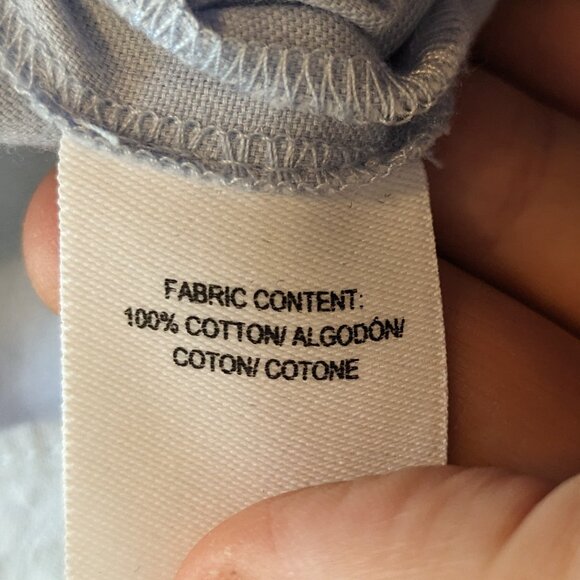 FABRIC CONTENT:
100% COTTON/ ALGODÓN/
COTON/ COTONE